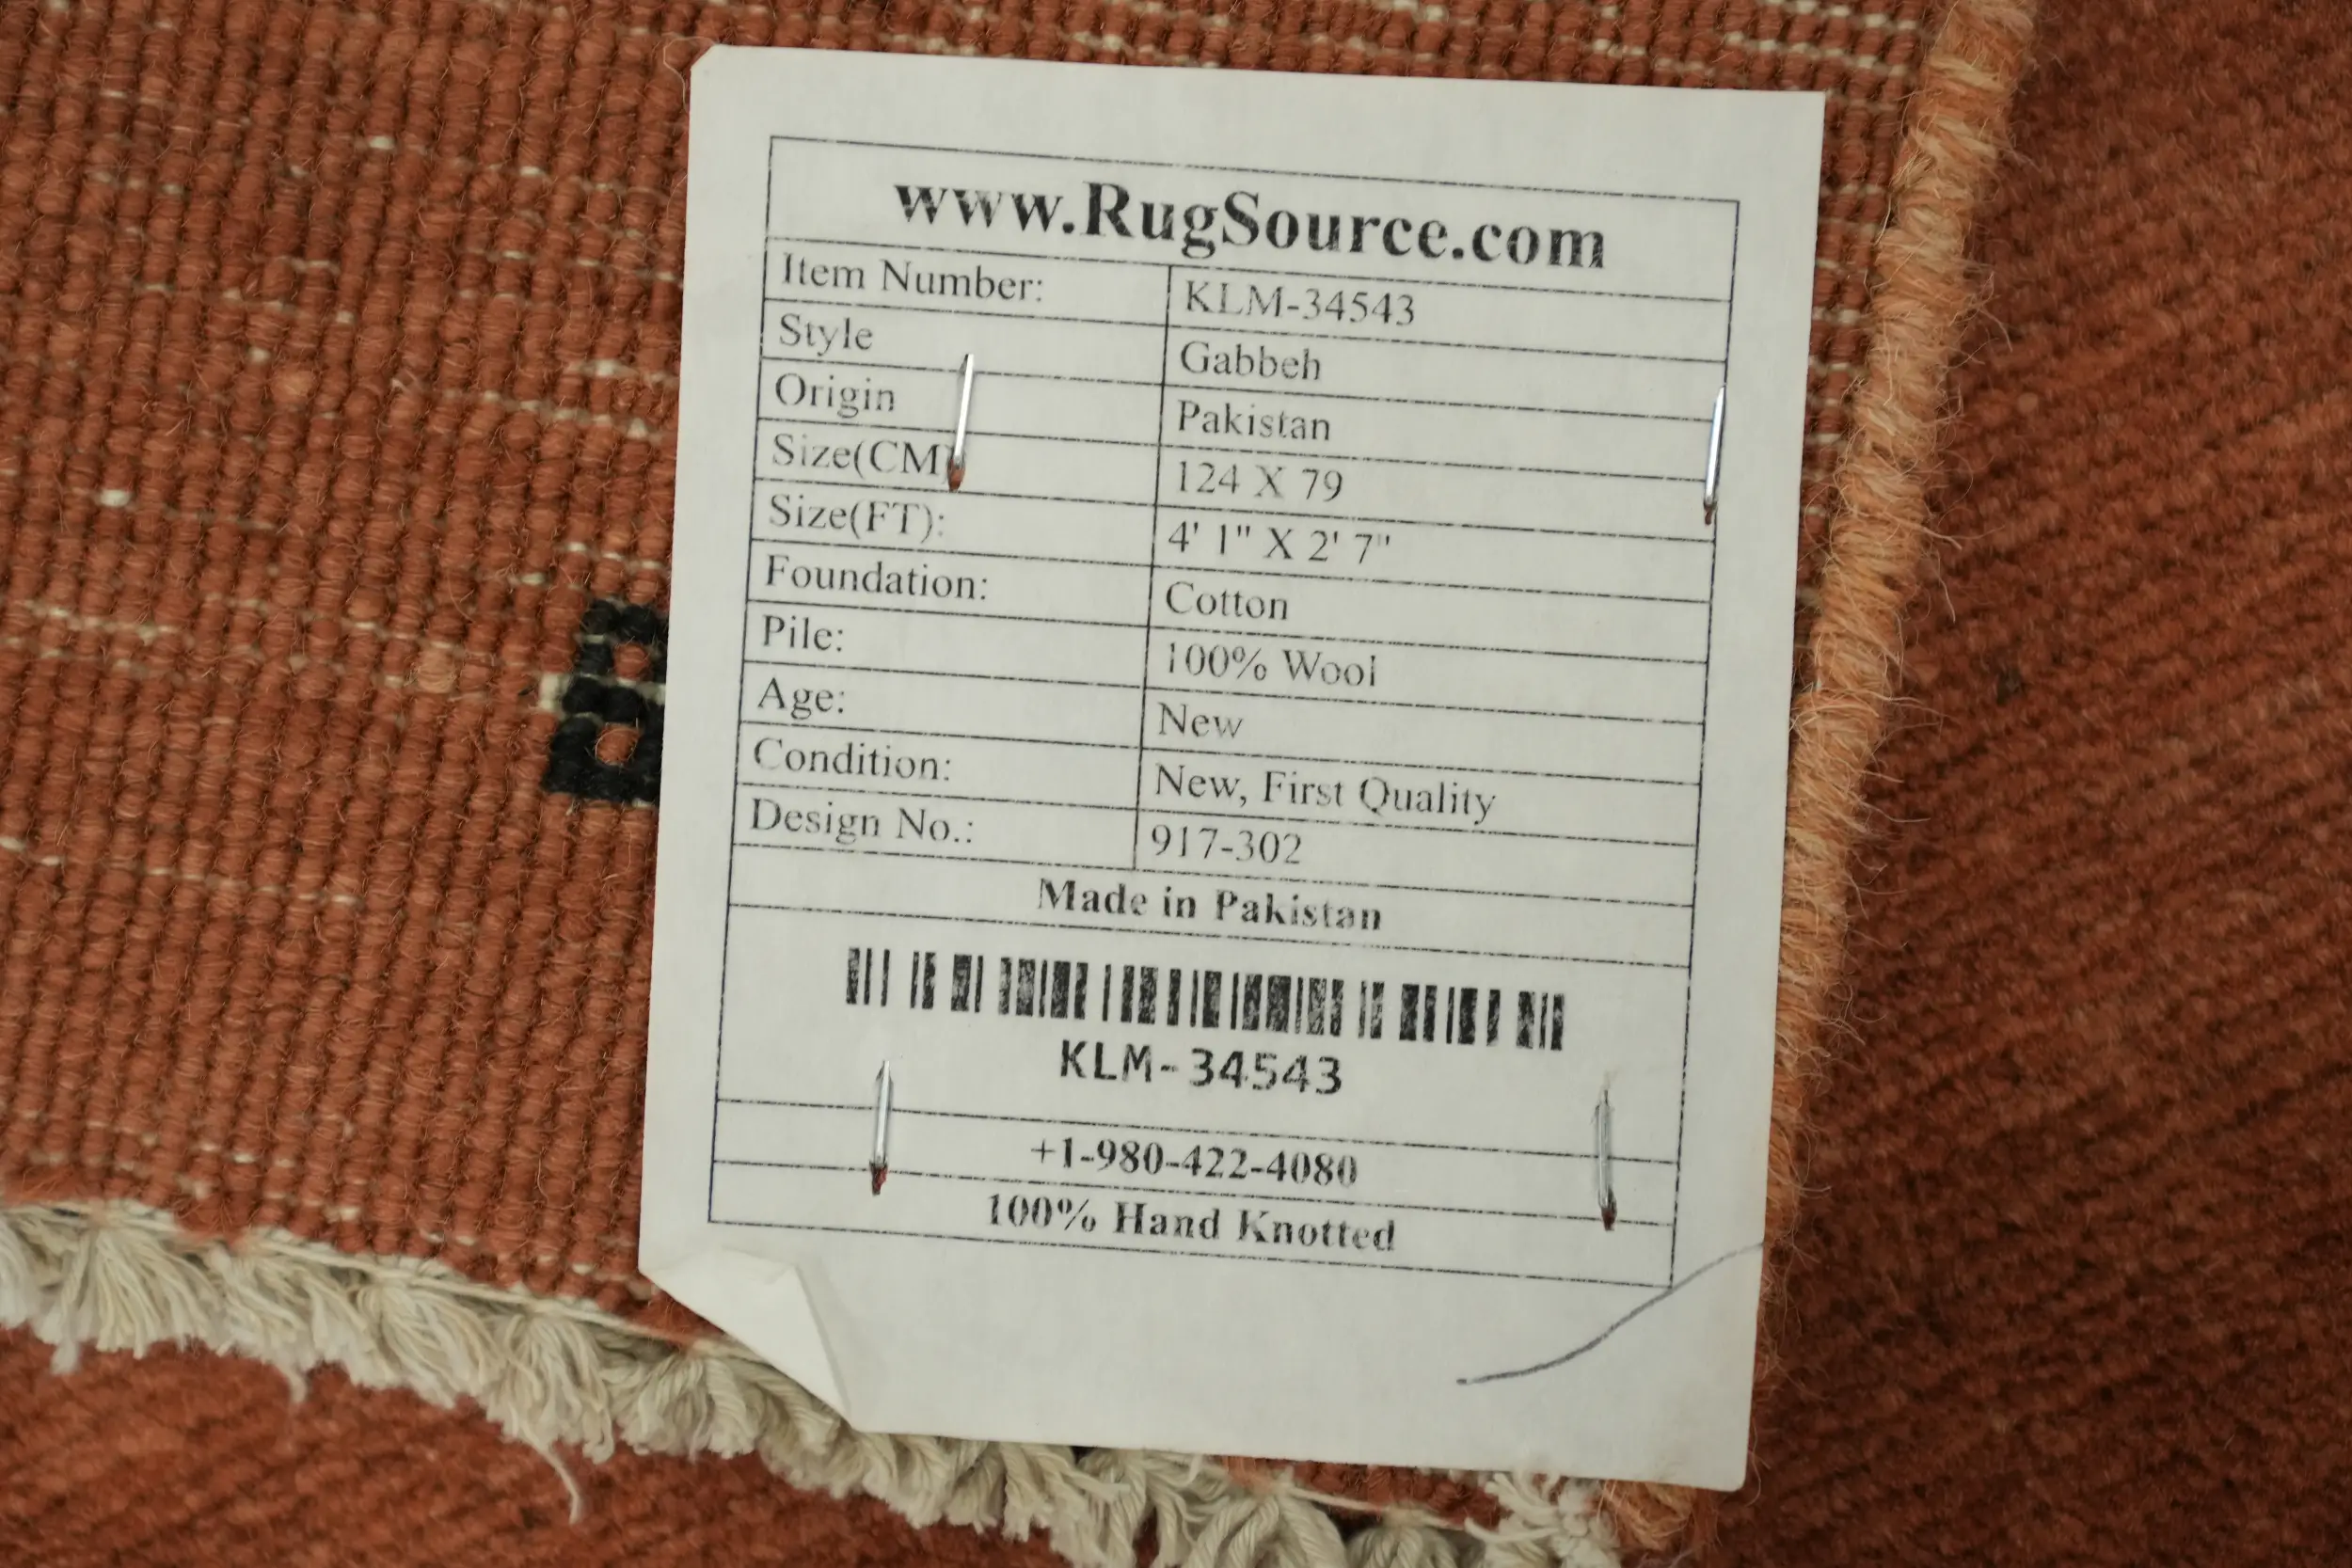 www.RugSource.com
Item Number: KLM-34543
Style Gabbeh
Origin Pakistan
Size(CM) 124 X 79
Size(FT): 4' 1" X 2' 7"
Foundation: Cotton
Pile: 100% Wool
Age: New
Condition: New, First Quality
Design No.: 917-302
Made in Pakistan
KLM-34543
+1-980-422-4080
100% Hand Knotted